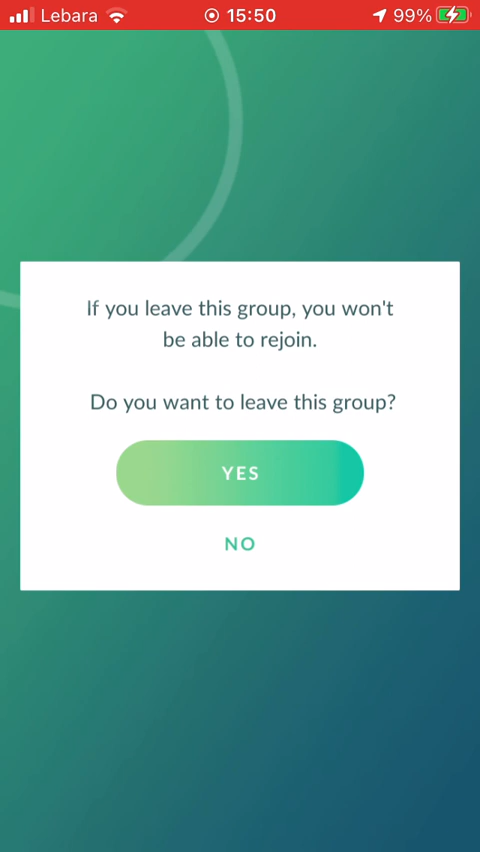 Lebara 15:50 99%
If you leave this group, you won't
be able to rejoin.
Do you want to leave this group?
YES
NO